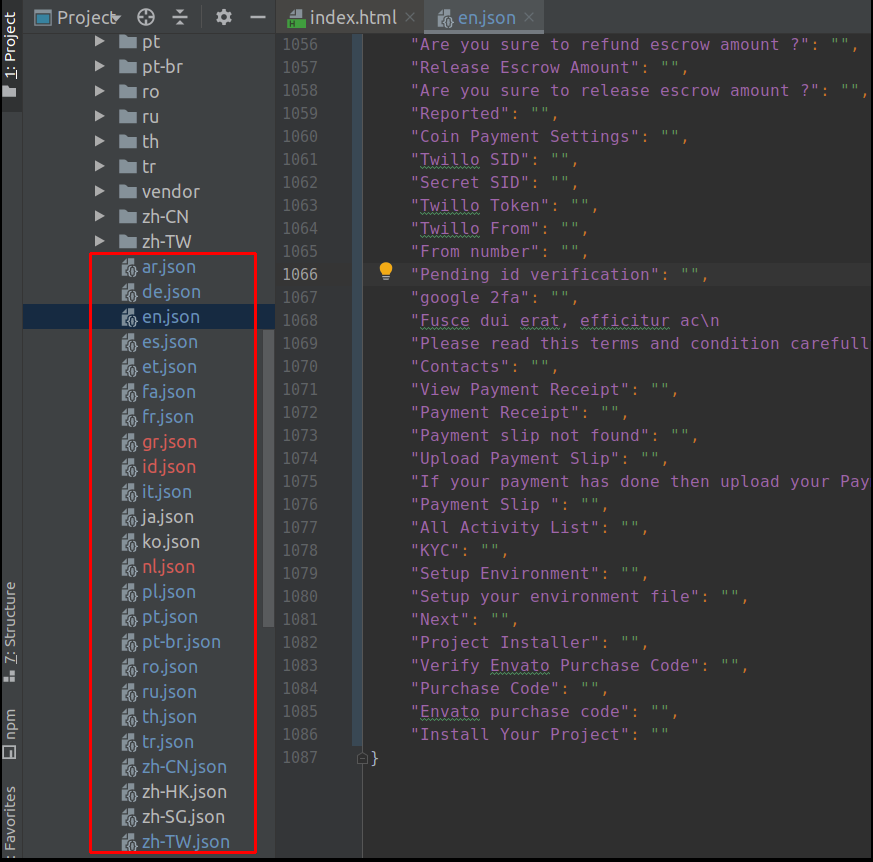 Project
index.html
en.json
1: Project
7: Structure
npm
Favorites
pt
pt-br
ro
ru
th
tr
vendor
zh-CN
zh-TW
ar.json
de.json
en.json
es.json
et.json
fa.json
fr.json
gr.json
id.json
it.json
ja.json
ko.json
nl.json
pl.json
pt.json
pt-br.json
ro.json
ru.json
th.json
tr.json
zh-CN.json
zh-HK.json
zh-SG.json
zh-TW.json
1056 "Are you sure to refund escrow amount ?": "",
1057 "Release Escrow Amount": "",
1058 "Are you sure to release escrow amount ?": "",
1059 "Reported": "",
1060 "Coin Payment Settings": "",
1061 "Twillo SID": "",
1062 "Secret SID": "",
1063 "Twillo Token": "",
1064 "Twillo From": "",
1065 "From number": "",
1066 "Pending id verification": "",
1067 "google 2fa": "",
1068 "Fusce dui erat, efficitur ac\n
1069 "Please read this terms and condition carefull
1070 "Contacts": "",
1071 "View Payment Receipt": "",
1072 "Payment Receipt": "",
1073 "Payment slip not found": "",
1074 "Upload Payment Slip": "",
1075 "If your payment has done then upload your Pay
1076 "Payment Slip ": "",
1077 "All Activity List": "",
1078 "KYC": "",
1079 "Setup Environment": "",
1080 "Setup your environment file": "",
1081 "Next": "",
1082 "Project Installer": "",
1083 "Verify Envato Purchase Code": "",
1084 "Purchase Code": "",
1085 "Envato purchase code": "",
1086 "Install Your Project": ""
1087 }